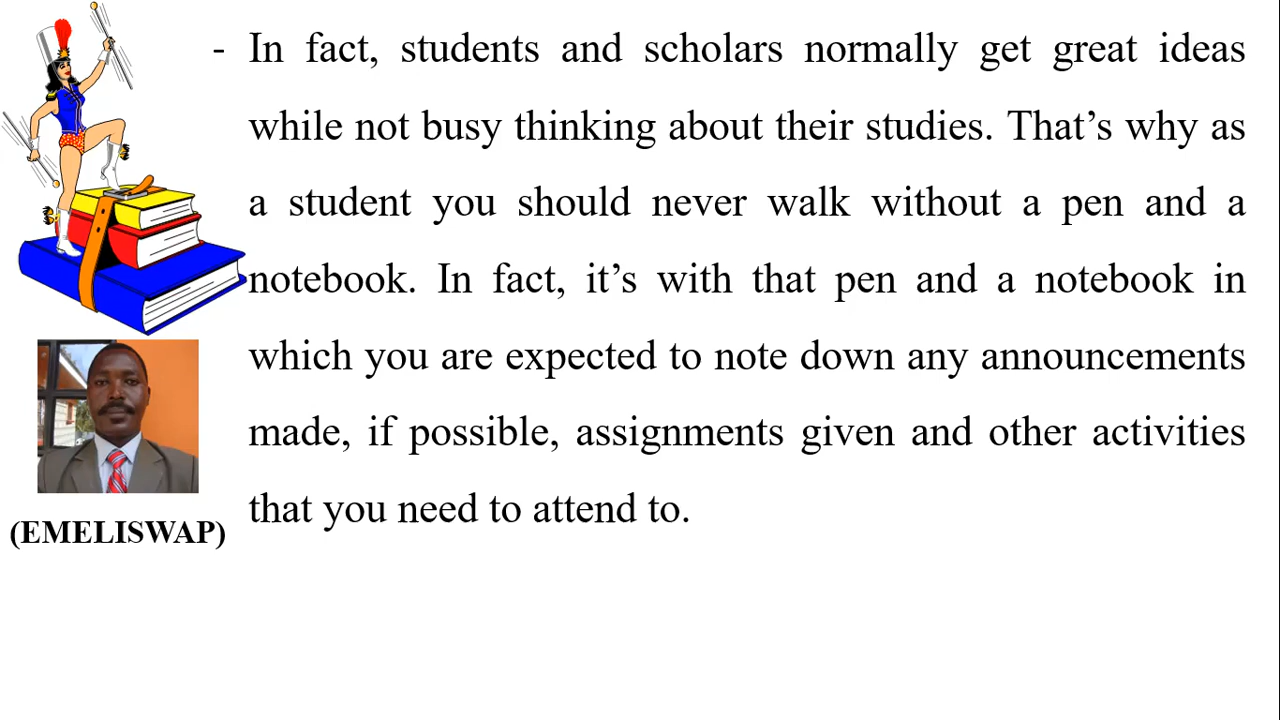 - In fact, students and scholars normally get great ideas
while not busy thinking about their studies. That’s why as
a student you should never walk without a pen and a
notebook. In fact, it’s with that pen and a notebook in
which you are expected to note down any announcements
made, if possible, assignments given and other activities
that you need to attend to.
(EMELISWAP)